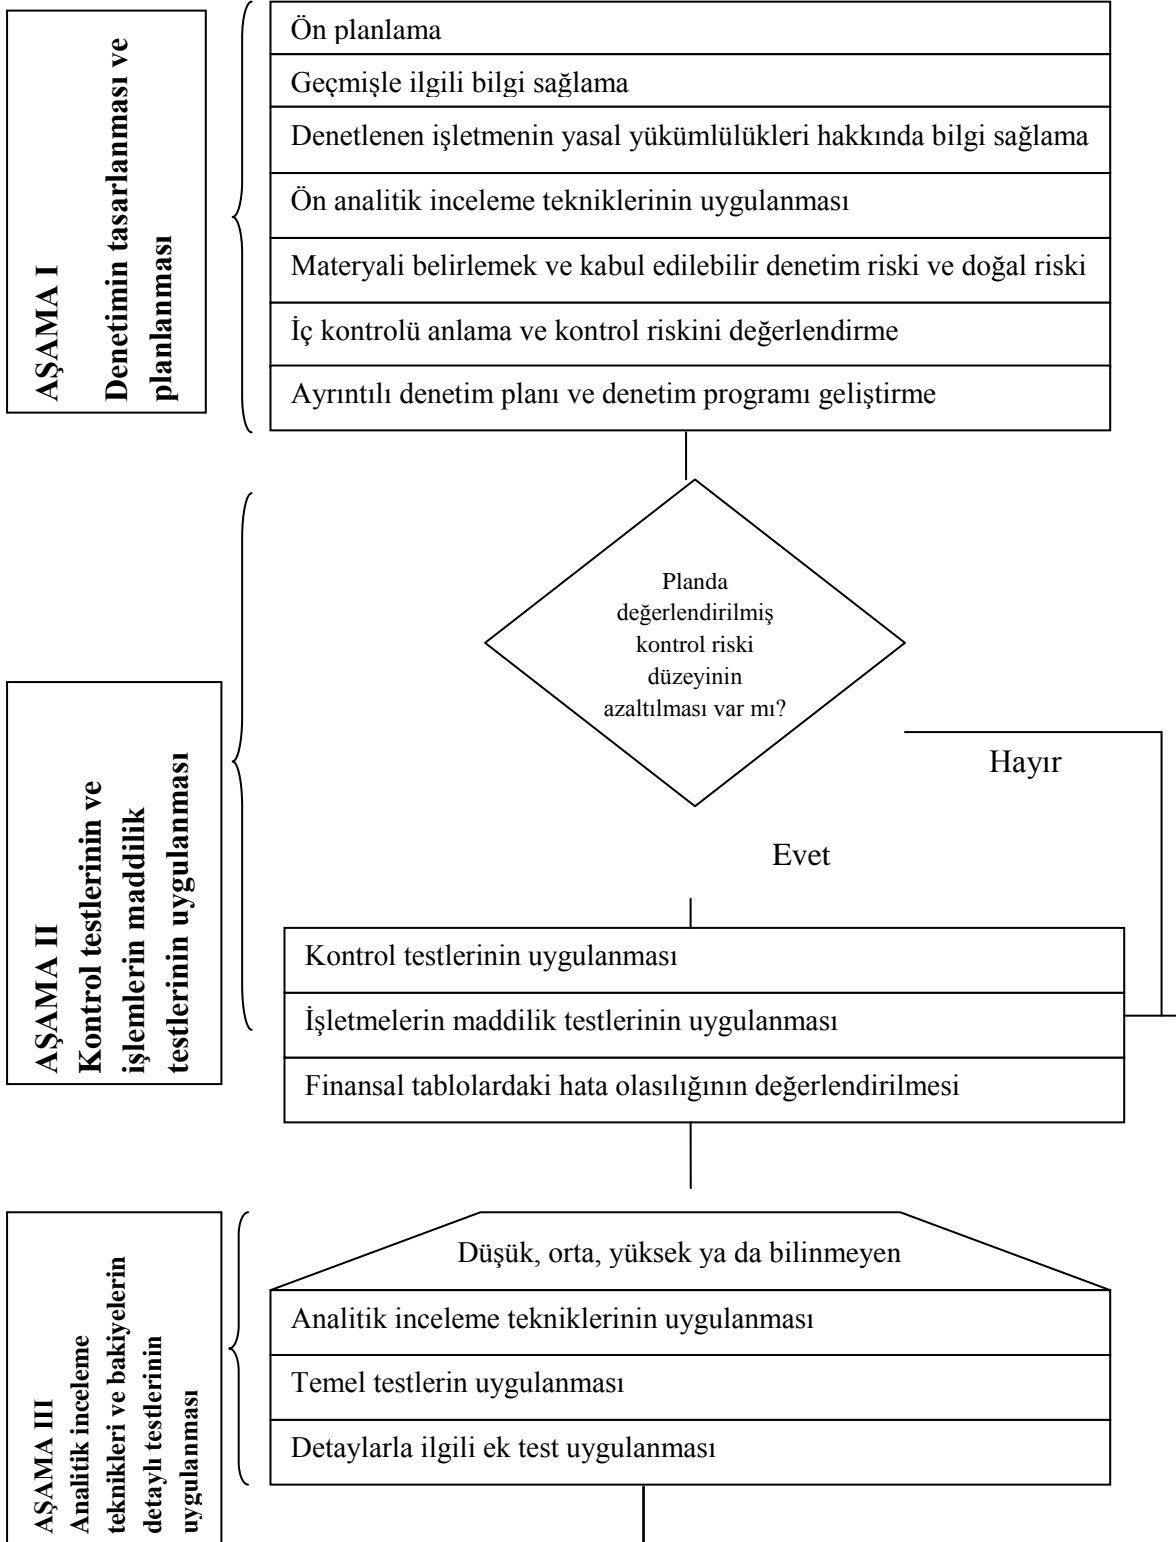 AŞAMA I
Denetimin tasarlanması ve
planlanması
Ön planlama
Geçmişle ilgili bilgi sağlama
Denetlenen işletmenin yasal yükümlülükleri hakkında bilgi sağlama
Ön analitik inceleme tekniklerinin uygulanması
Materyali belirlemek ve kabul edilebilir denetim riski ve doğal riski
İç kontrolü anlama ve kontrol riskini değerlendirme
Ayrıntılı denetim planı ve denetim programı geliştirme
AŞAMA II
Kontrol testlerinin ve
işlemlerin maddilik
testlerinin uygulanması
Planda
değerlendirilmiş
kontrol riski
düzeyinin
azaltılması var mı?
Hayır
Evet
Kontrol testlerinin uygulanması
İşletmelerin maddilik testlerinin uygulanması
Finansal tablolardaki hata olasılığının değerlendirilmesi
AŞAMA III
Analitik inceleme
teknikleri ve bakiyelerin
detaylı testlerinin
uygulanması
Düşük, orta, yüksek ya da bilinmeyen
Analitik inceleme tekniklerinin uygulanması
Temel testlerin uygulanması
Detaylarla ilgili ek test uygulanması